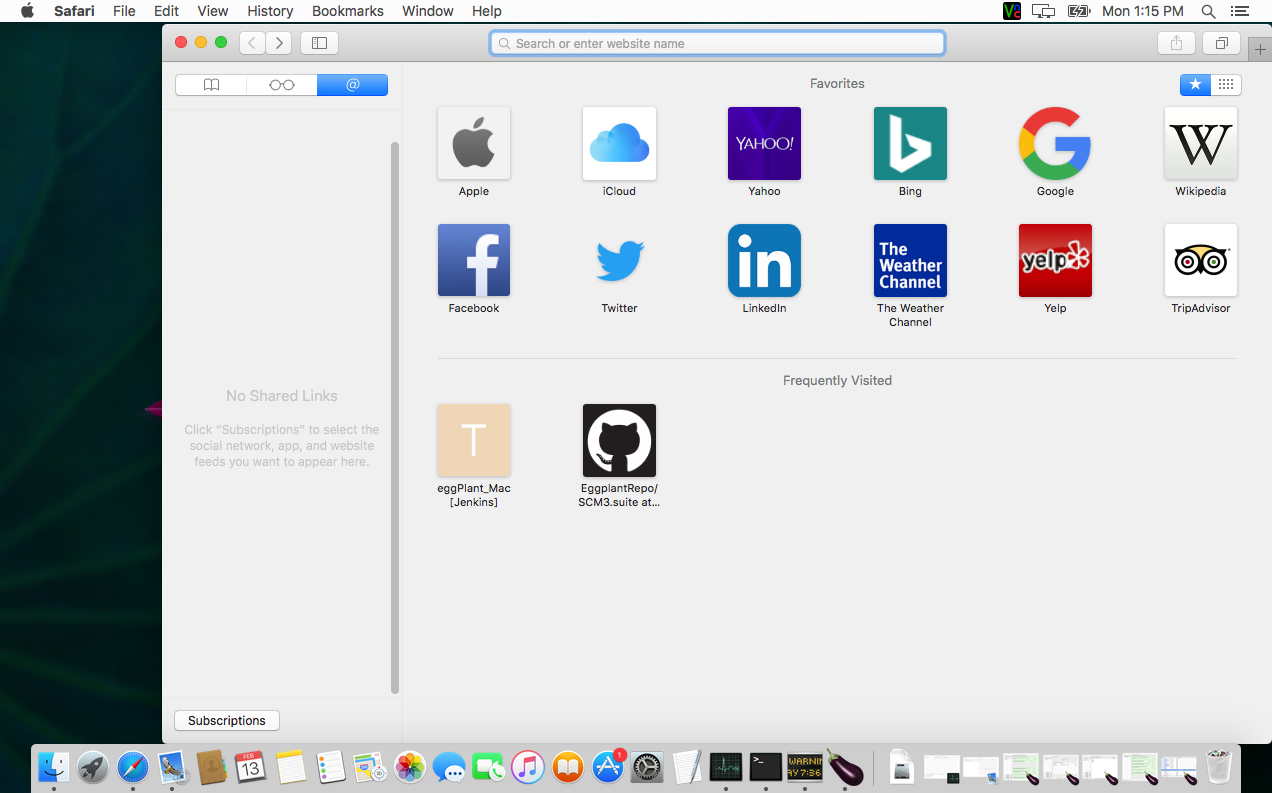 Safari File Edit View History Bookmarks Window Help Mon 1:15 PM
Search or enter website name
@
Favorites
YAHOO!
W
Apple iCloud Yahoo Bing Google Wikipedia
The
Weather
Channel
in
yelp
Facebook Twitter LinkedIn The Weather
Channel Yelp TripAdvisor
Frequently Visited
No Shared Links
Click “Subscriptions” to select the
social network, app, and website
feeds you want to appear here.
T
eggPlant_Mac
[Jenkins]
EggplantRepo/
SCM3.suite at...
Subscriptions
FEB
13
1
WARNIN
AY 7:36